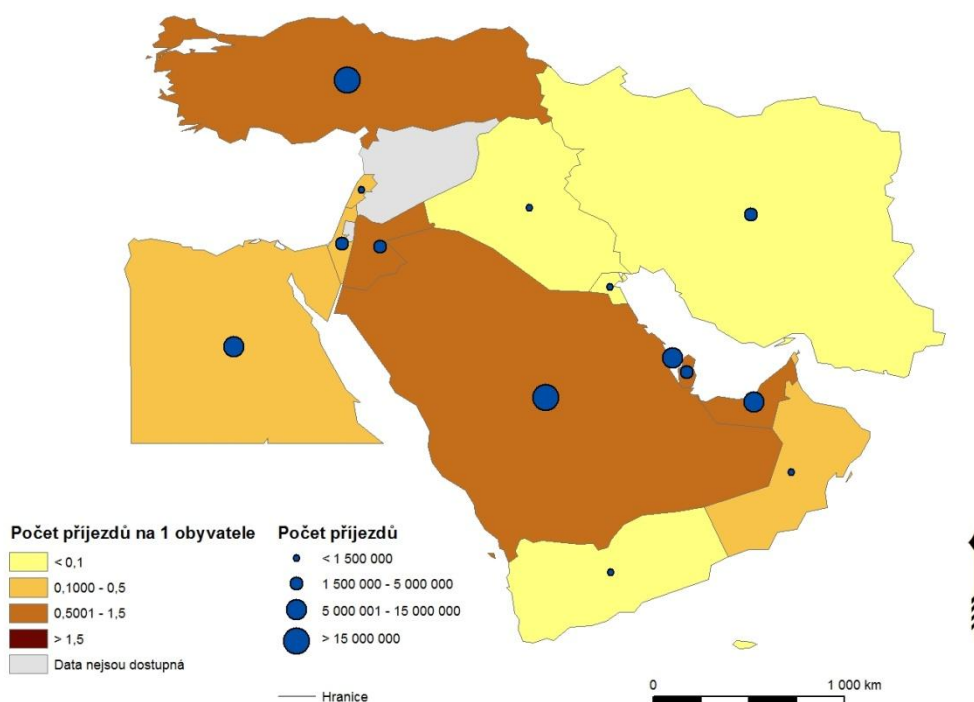 Počet příjezdů na 1 obyvatele
< 0,1
0,1000 - 0,5
0,5001 - 1,5
> 1,5
Data nejsou dostupná
Počet příjezdů
< 1 500 000
1 500 000 - 5 000 000
5 000 001 - 15 000 000
> 15 000 000
Hranice
0
1 000 km